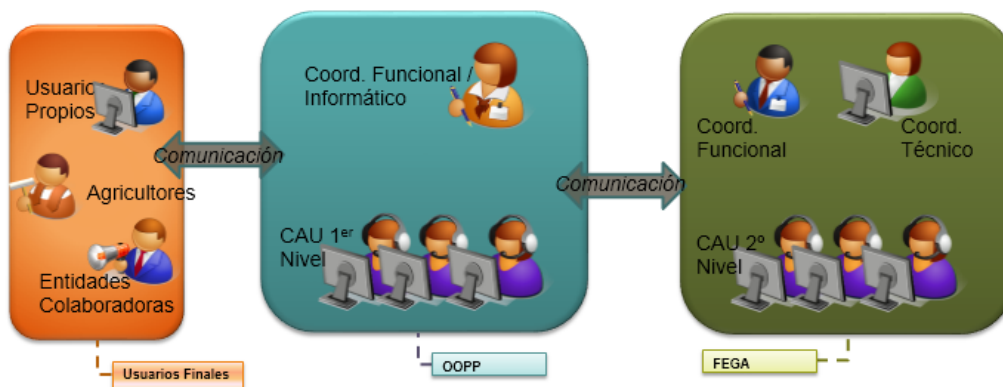 Usuarios
Propios
Agricultores
Entidades
Colaboradoras
Comunicación
Coord. Funcional /
Informático
CAU 1er
Nivel
Comunicación
Coord.
Funcional
Coord.
Técnico
CAU 2º
Nivel
Usuarios Finales
OOPP
FEGA